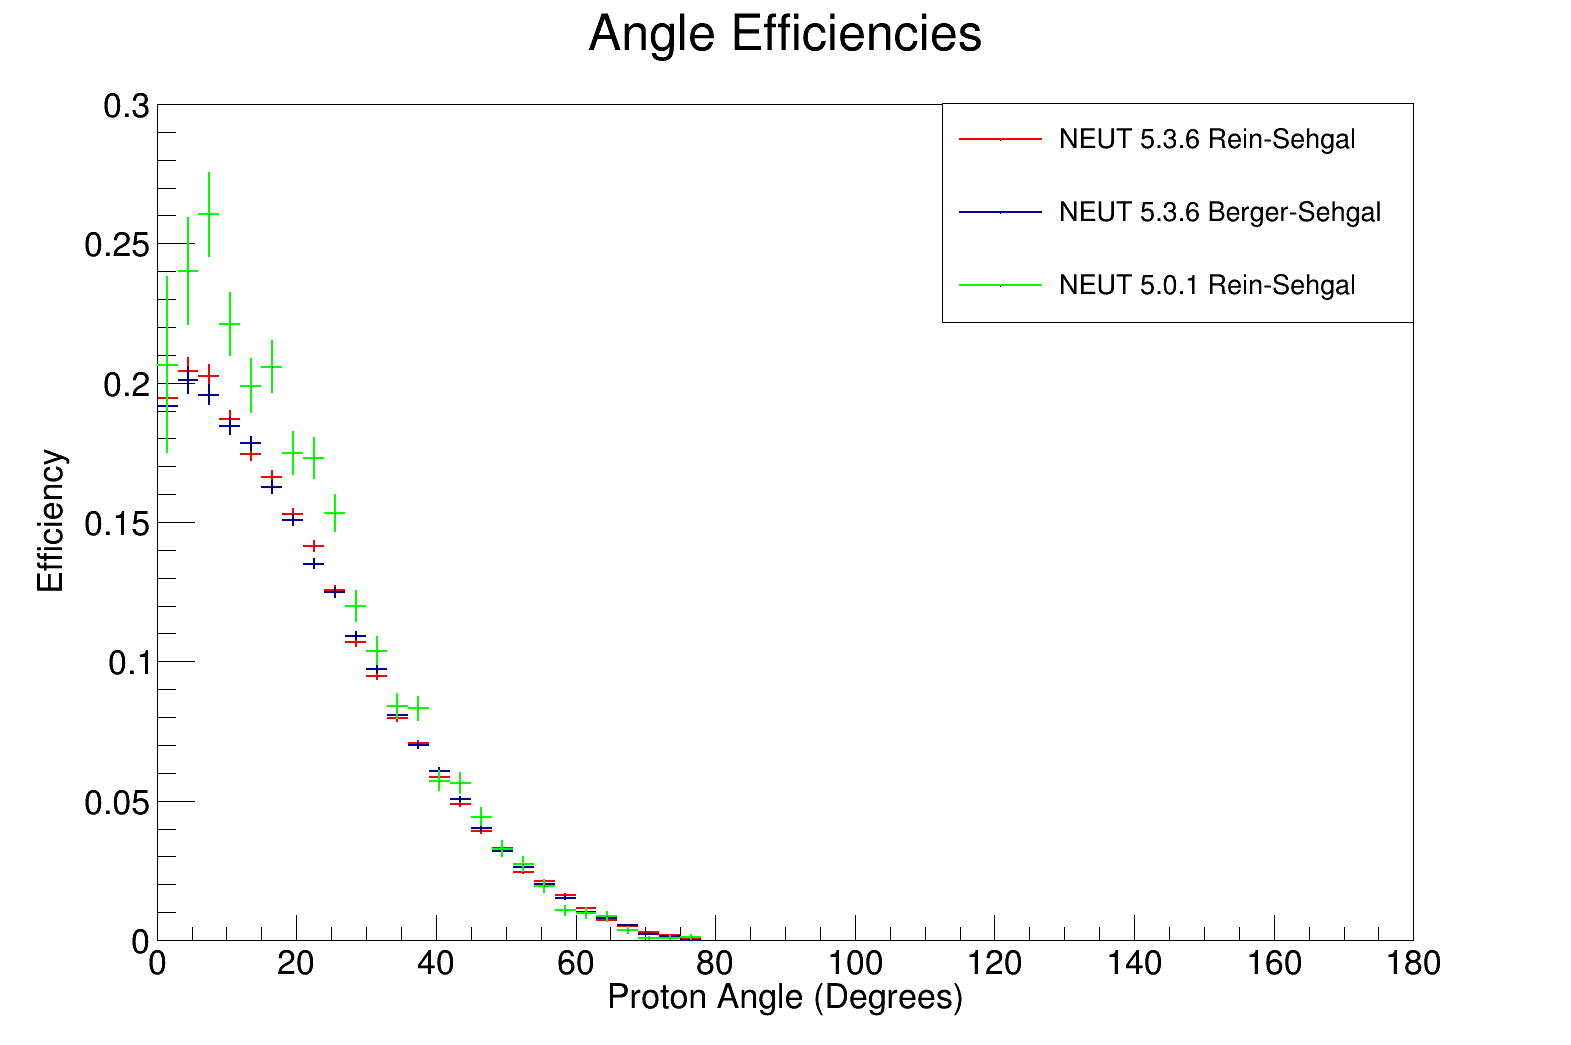 Angle Efficiencies
0.3
0.25
0.2
0.15
0.1
0.05
0
Efficiency
NEUT 5.3.6 Rein-Sehgal
NEUT 5.3.6 Berger-Sehgal
NEUT 5.0.1 Rein-Sehgal
0 20 40 60 80 100 120 140 160 180
Proton Angle (Degrees)